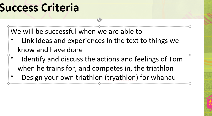 Success Criteria
We will be successful when we are able to
• Link ideas and experiences in the text to things we
know and have done
• Identify and discuss the actions and feelings of Tom
when he trains for, and competes in, the triathlon
• Design your own triathlon (tryathlon) for whanau